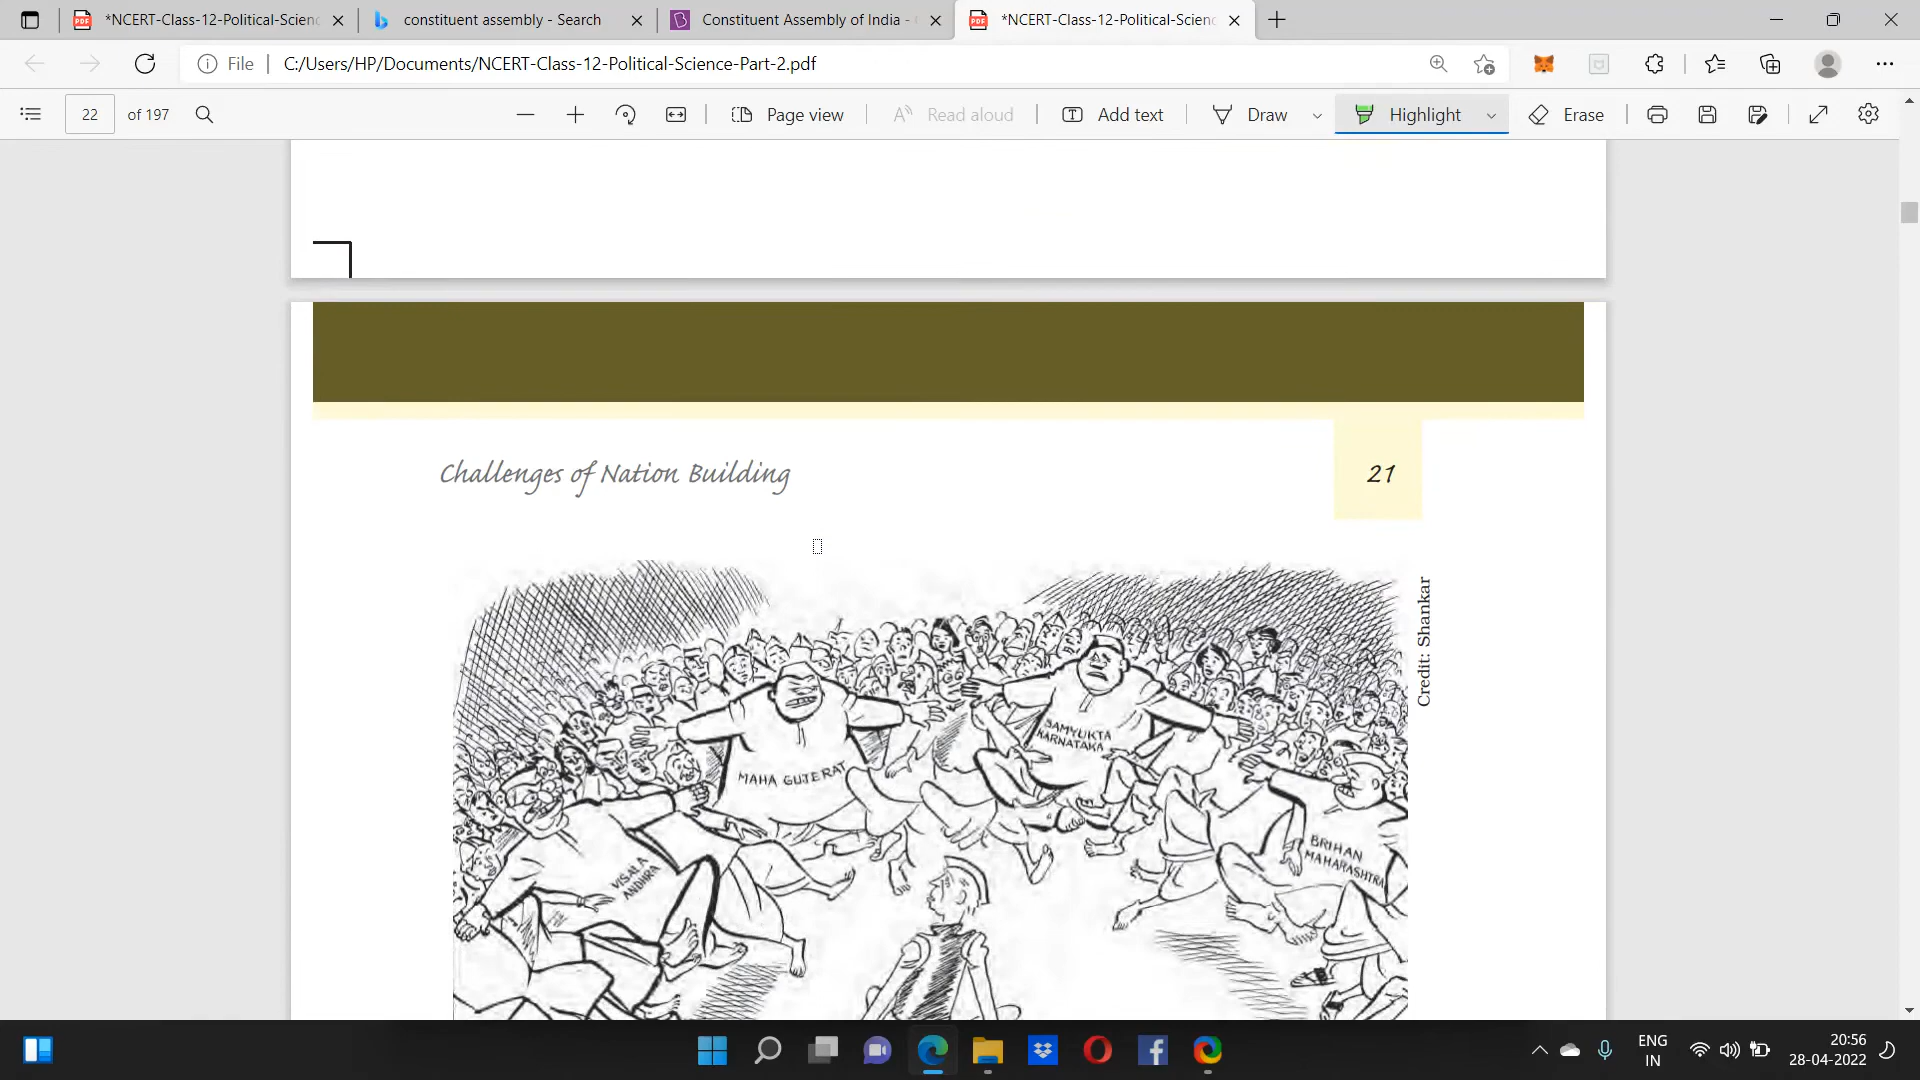 *NCERT-Class-12-Political-Scienc
constituent assembly - Search
Constituent Assembly of India -
*NCERT-Class-12-Political-Scienc
File
C:/Users/HP/Documents/NCERT-Class-12-Political-Science-Part-2.pdf
22 of 197
Page view
Read aloud
Add text
Draw
Highlight
Erase
Challenges of Nation Building
21
Credit: Shankar
SAMYUKTA
KARNATAKA
MAHA GUJERAT
BRIHAN
MAHARASHTRA
VISALA
ANDHRA
ENG
IN
20:56
28-04-2022